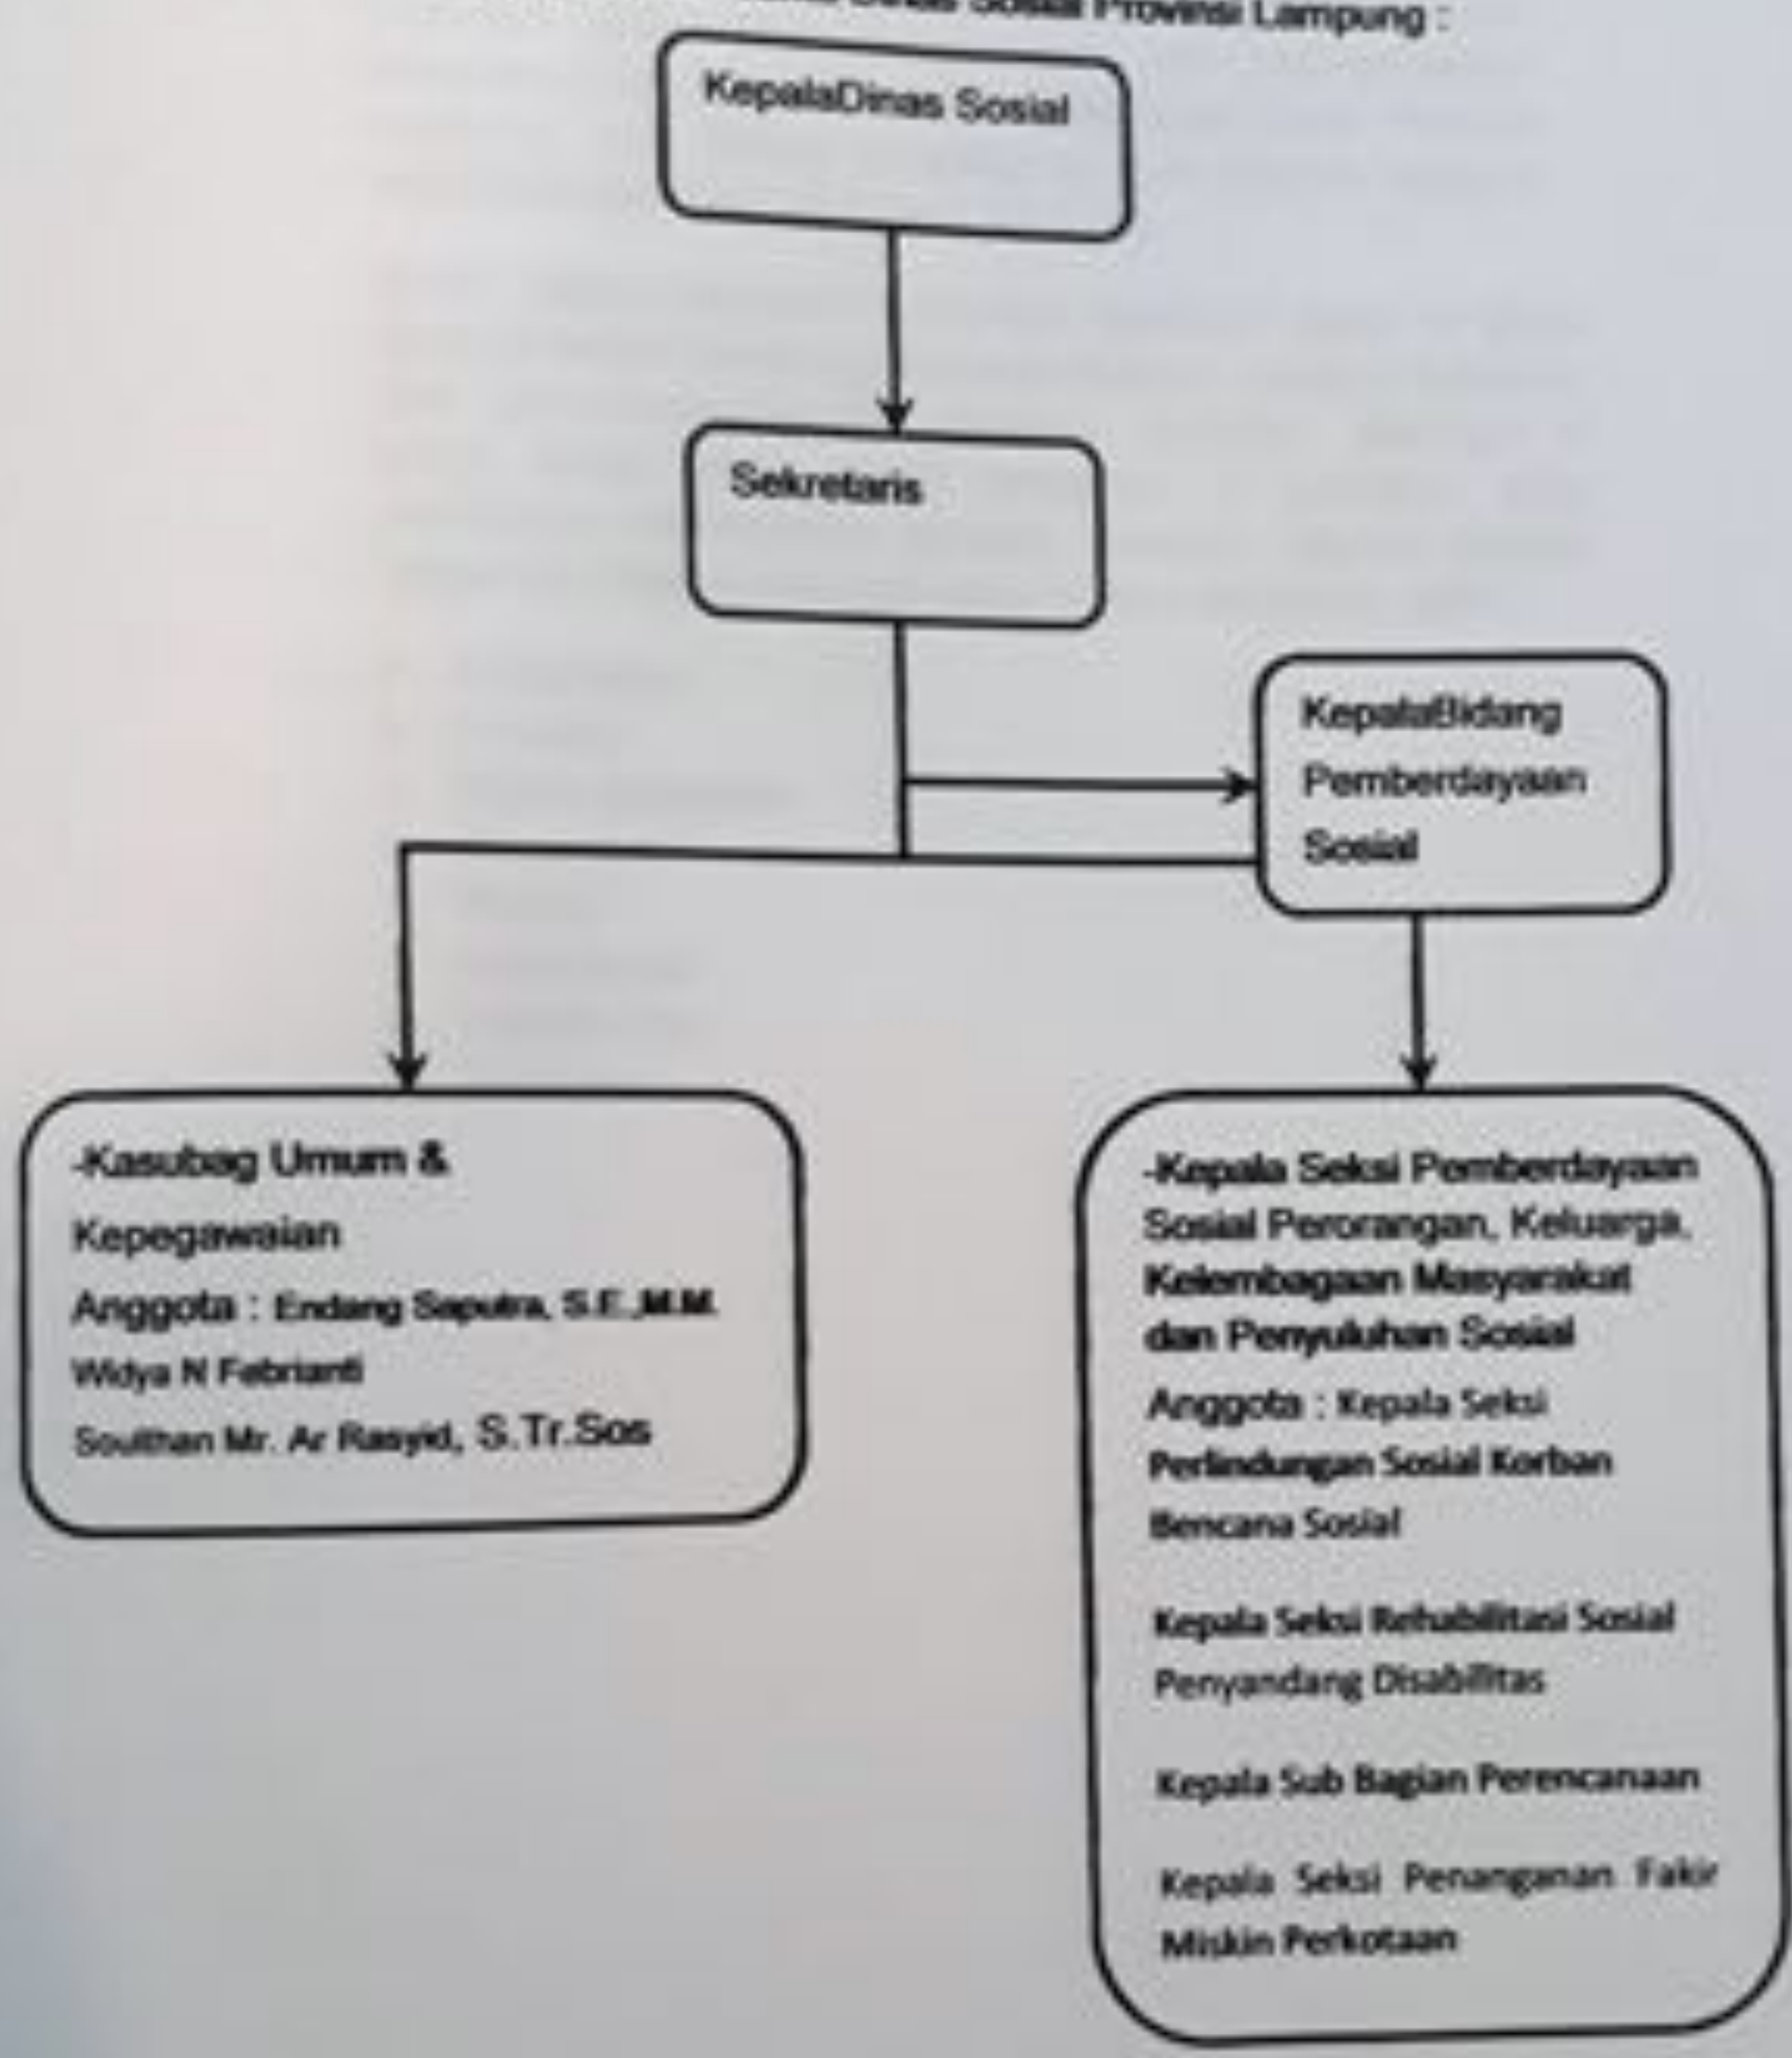 Dinas Sosial Provinsi Lampung :
KepalaDinas Sosial
Sekretaris
KepalaBidang
Pemberdayaan
Sosial
-Kasubag Umum &
Kepegawaian
Anggota : Endang Saputra, S.E.,M.M.
Widya N Febrianti
Soulthan Mr. Ar Rasyid, S.Tr.Sos
-Kepala Seksi Pemberdayaan
Sosial Perorangan, Keluarga,
Kelembagaan Masyarakat
dan Penyuluhan Sosial
Anggota : Kepala Seksi
Perlindungan Sosial Korban
Bencana Sosial
Kepala Seksi Rehabilitasi Sosial
Penyandang Disabilitas
Kepala Sub Bagian Perencanaan
Kepala Seksi Penanganan Fakir
Miskin Perkotaan